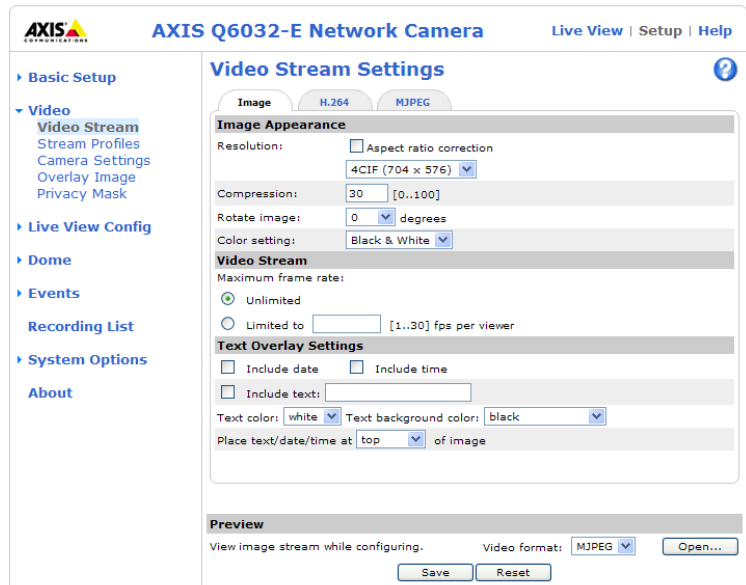 AXIS
COMMUNICATIONS
AXIS Q6032-E Network Camera
Live View | Setup | Help
Basic Setup
Video
Video Stream
Stream Profiles
Camera Settings
Overlay Image
Privacy Mask
Live View Config
Dome
Events
Recording List
System Options
About
Video Stream Settings
?
Image
H.264
MJPEG
Image Appearance
Resolution:
Aspect ratio correction
4CIF (704 x 576)
Compression: 30 [0..100]
Rotate image: 0 degrees
Color setting: Black & White
Video Stream
Maximum frame rate:
Unlimited
Limited to [1..30] fps per viewer
Text Overlay Settings
Include date Include time
Include text:
Text color: white Text background color: black
Place text/date/time at top of image
Preview
View image stream while configuring. Video format: MJPEG Open...
Save Reset